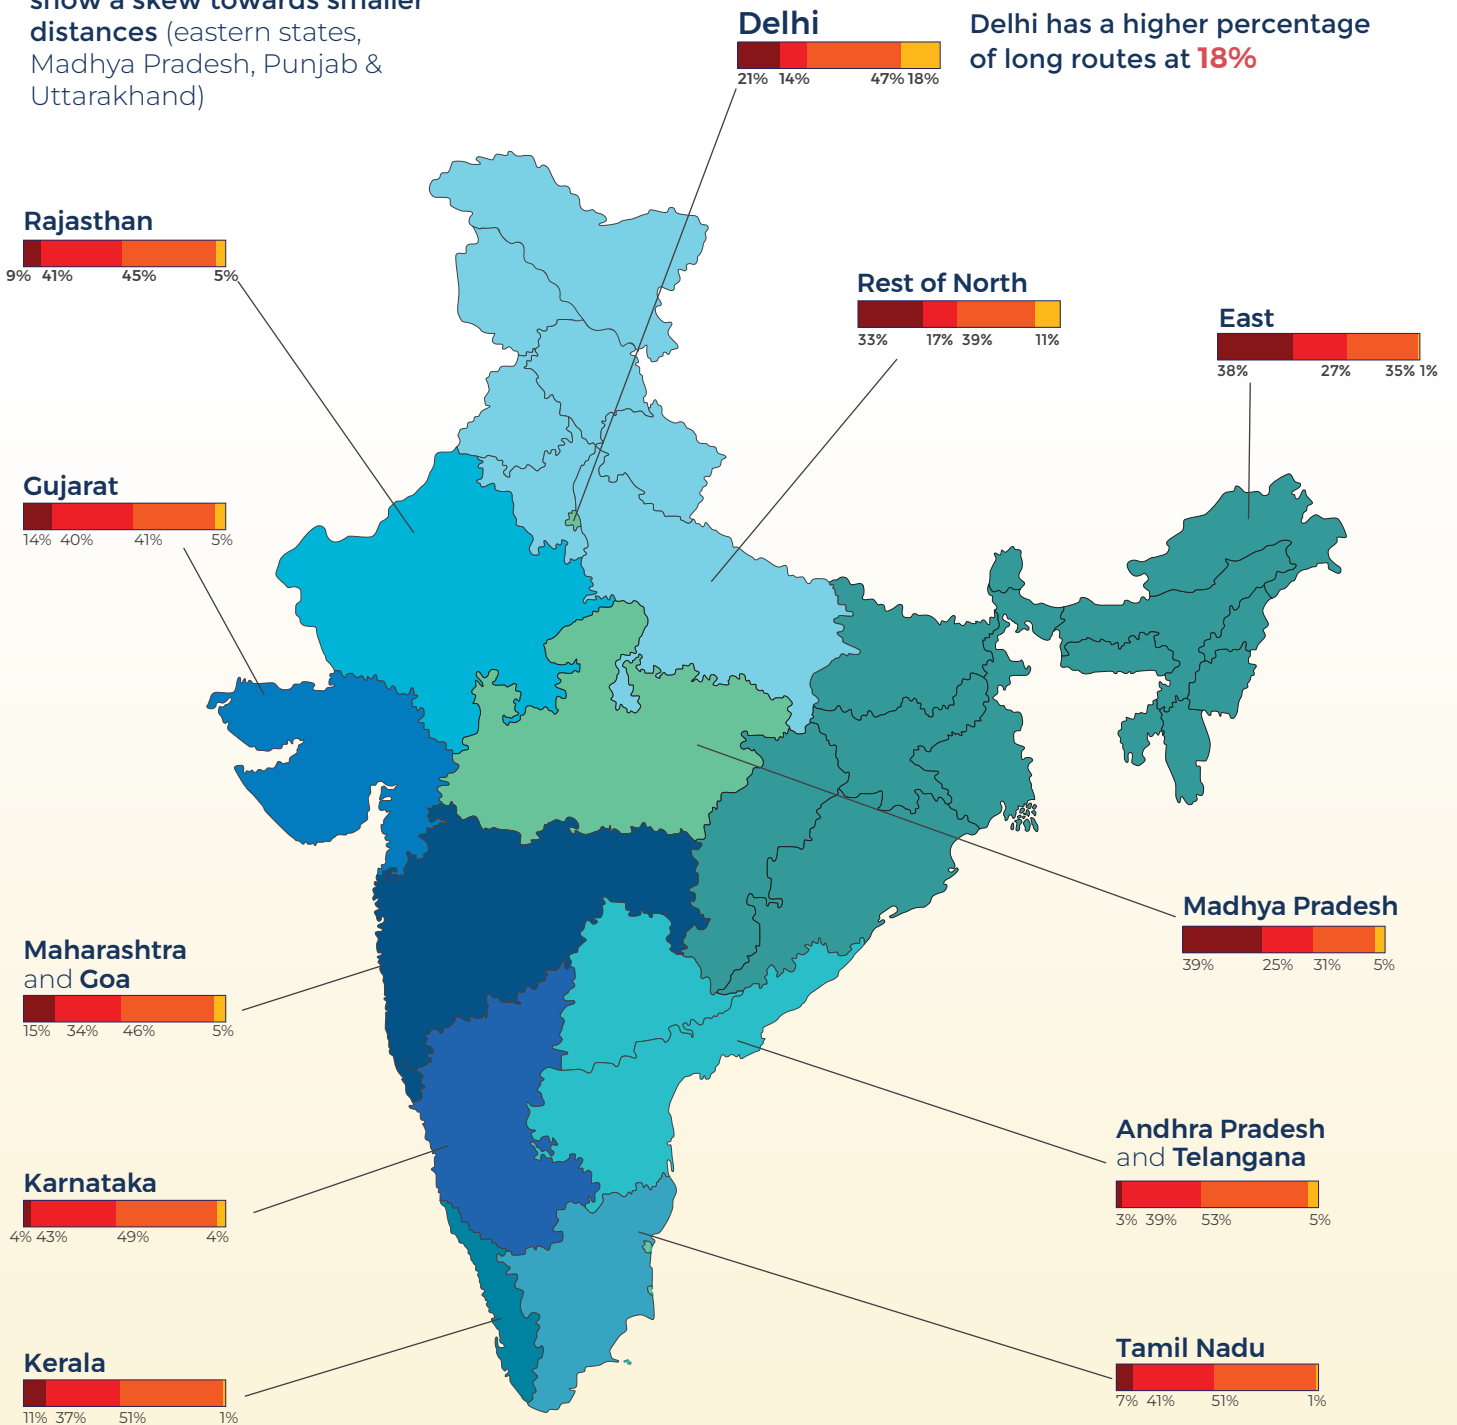 show a skew towards smaller
distances (eastern states,
Madhya Pradesh, Punjab &
Uttarakhand)
Delhi
21% 14% 47% 18%
Delhi has a higher percentage
of long routes at 18%
Rajasthan
9% 41% 45% 5%
Rest of North
33% 17% 39% 11%
East
38% 27% 35% 1%
Gujarat
14% 40% 41% 5%
Madhya Pradesh
39% 25% 31% 5%
Maharashtra
and Goa
15% 34% 46% 5%
Andhra Pradesh
and Telangana
3% 39% 53% 5%
Karnataka
4% 43% 49% 4%
Tamil Nadu
7% 41% 51% 1%
Kerala
11% 37% 51% 1%